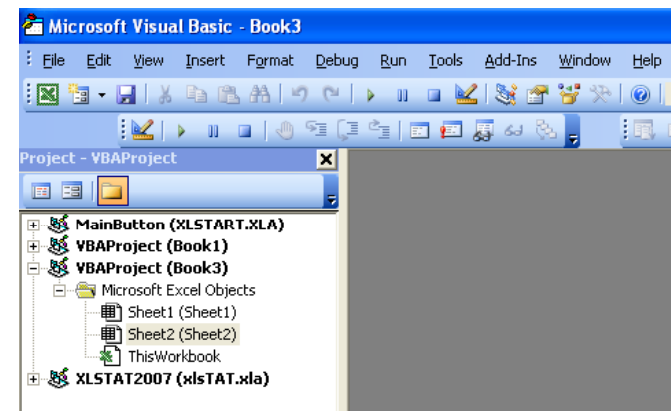 Microsoft Visual Basic - Book3
File Edit View Insert Format Debug Run Tools Add-Ins Window Help
Project - VBAProject
MainButton (XLSTART.XLA)
VBAProject (Book1)
VBAProject (Book3)
Microsoft Excel Objects
Sheet1 (Sheet1)
Sheet2 (Sheet2)
ThisWorkbook
XLSTAT2007 (xlsTAT.xla)